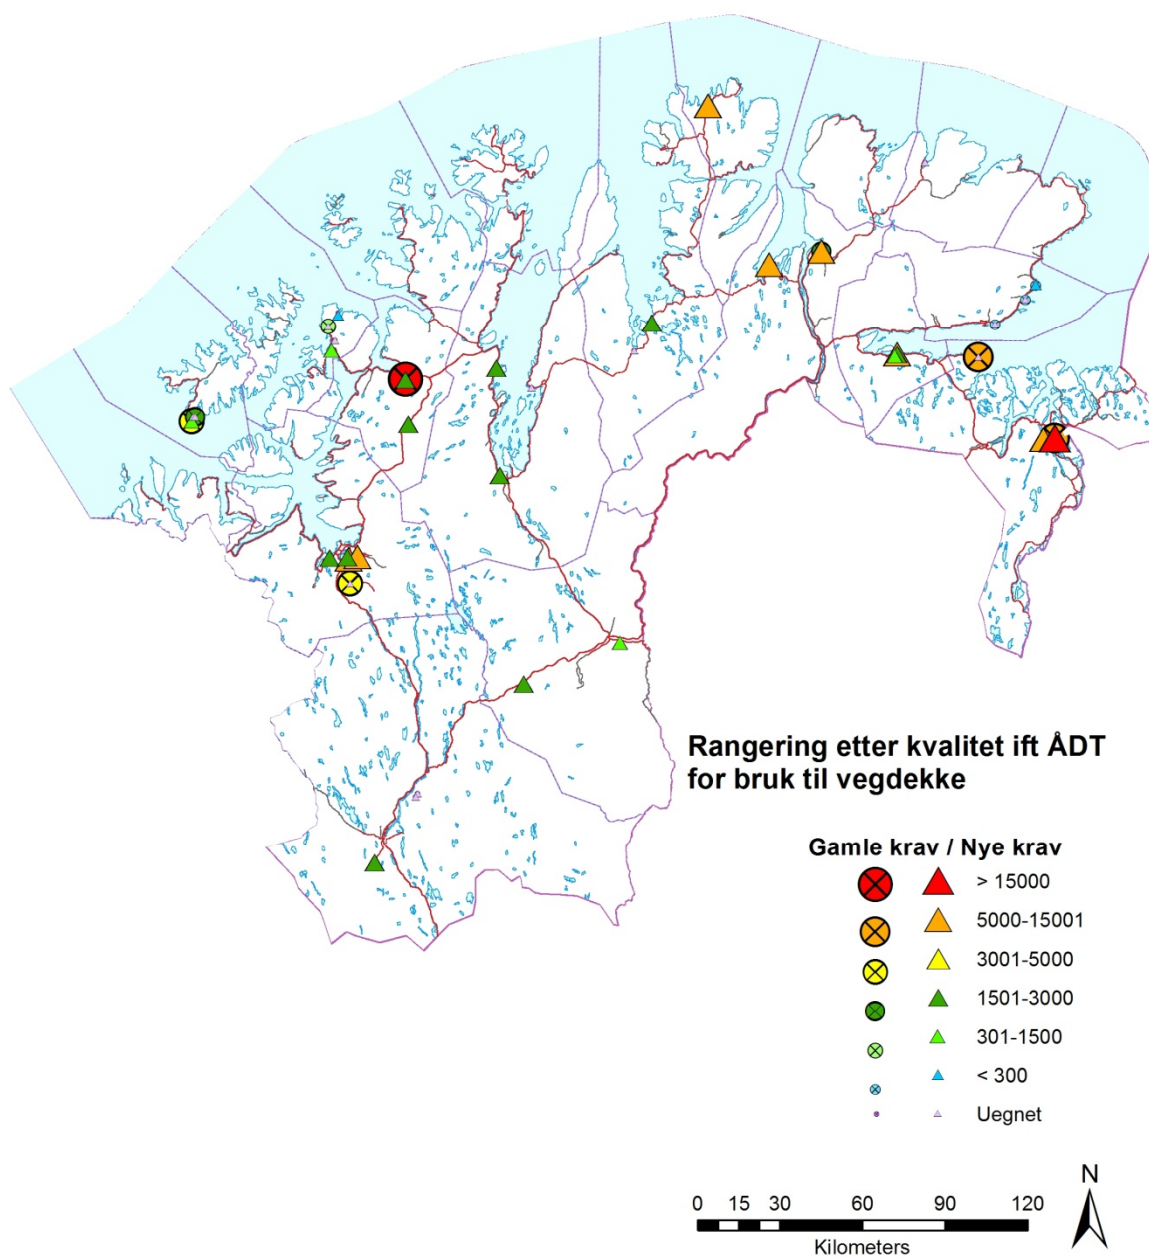 Rangering etter kvalitet ift ÅDT
for bruk til vegdekke
Gamle krav / Nye krav
> 15000
5000-15001
3001-5000
1501-3000
301-1500
< 300
Uegnet
N
0 15 30 60 90 120
Kilometers